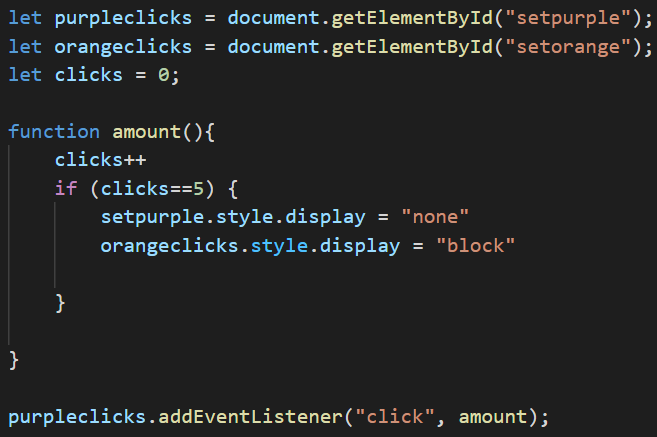 let purpleclicks = document.getElementById("setpurple");
let orangeclicks = document.getElementById("setorange");
let clicks = 0;
function amount(){
clicks++
if (clicks==5) {
setpurple.style.display = "none"
orangeclicks.style.display = "block"
}
}
purpleclicks.addEventListener("click", amount);